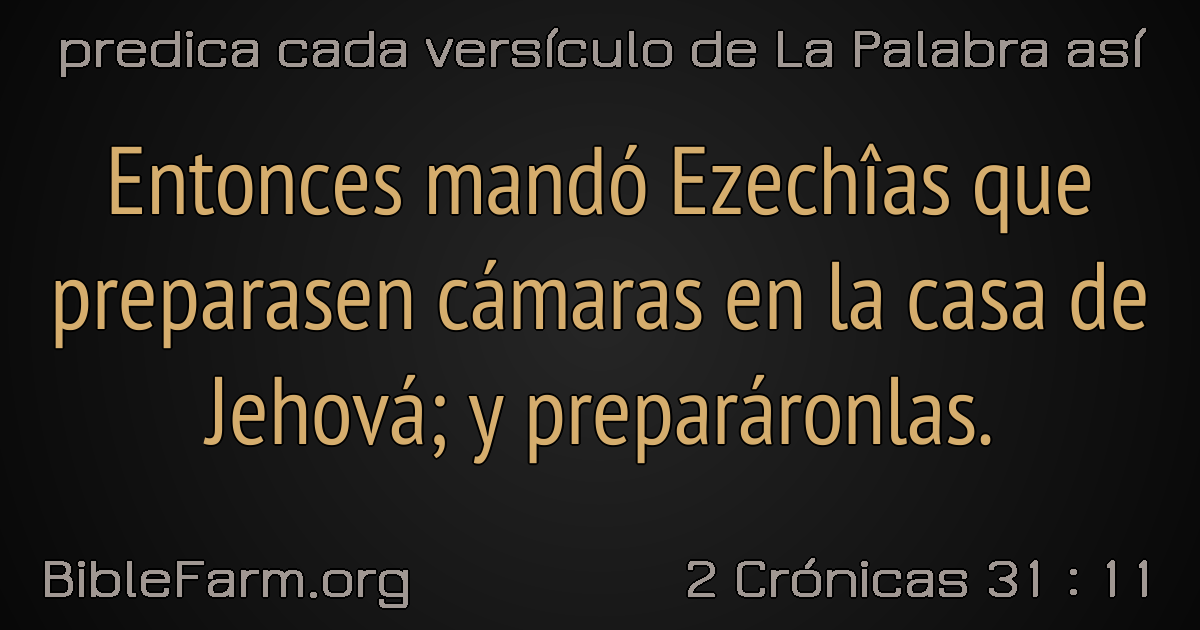 predica cada versículo de La Palabra así
Entonces mandó Ezechîas que
preparasen cámaras en la casa de
Jehová; y preparáronlas.
BibleFarm.org
2 Crónicas 31 : 11